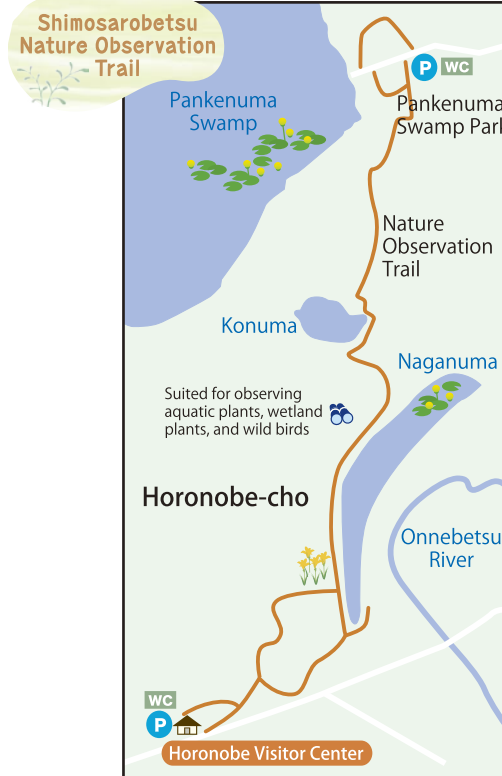 Shimosarobetsu
Nature Observation
Trail
P WC
Pankenuma
Swamp
Pankenuma
Swamp Park
Nature
Observation
Trail
Konuma
Naganuma
Suited for observing
aquatic plants, wetland
plants, and wild birds
Horonobe-cho
Onnebetsu
River
WC
P
Horonobe Visitor Center